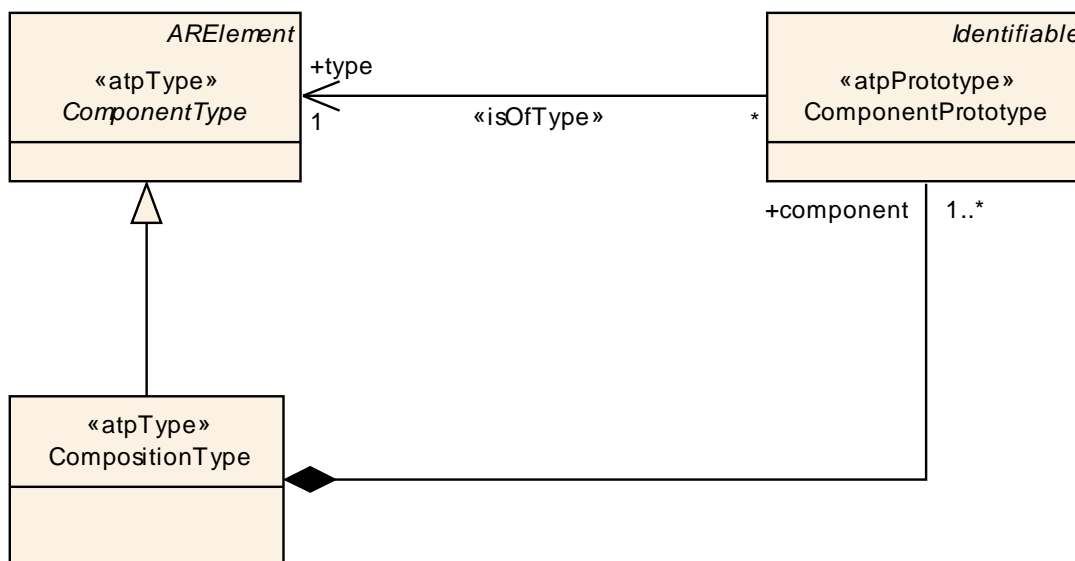 ARElement
«atpType»
ComponentType
+type
1
«isOfType»
*
Identifiable
«atpPrototype»
ComponentPrototype
+component
1..*
«atpType»
CompositionType